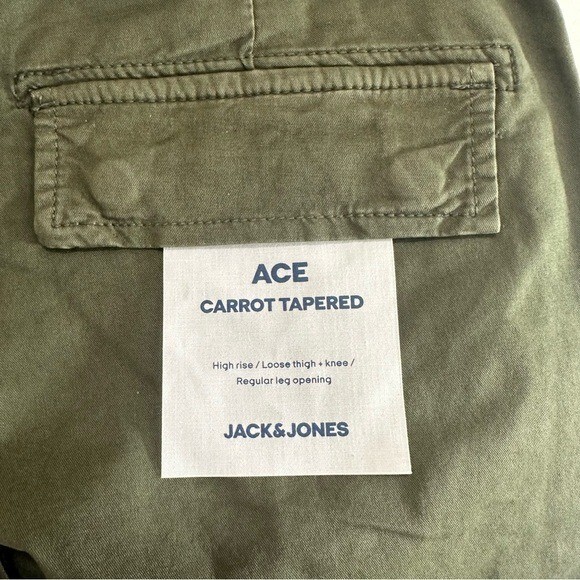 ACE
CARROT TAPERED
High rise / Loose thigh + knee /
Regular leg opening
JACK&JONES